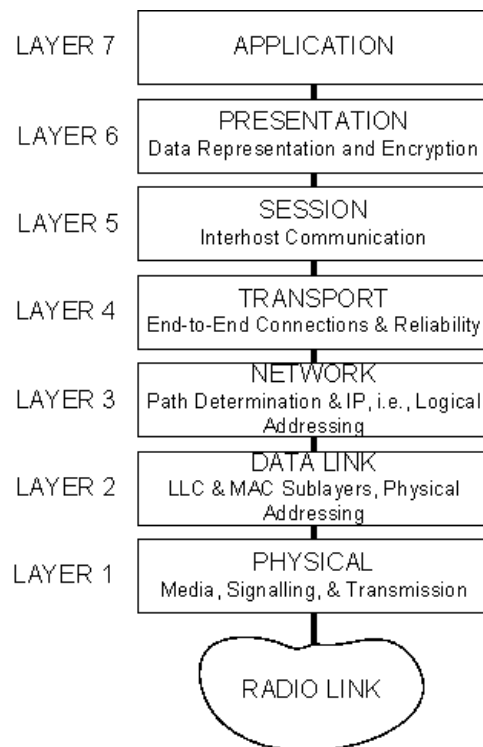 LAYER 7
APPLICATION
LAYER 6
PRESENTATION
Data Representation and Encryption
LAYER 5
SESSION
Interhost Communication
LAYER 4
TRANSPORT
End-to-End Connections & Reliability
LAYER 3
NETWORK
Path Determination & IP, i.e., Logical
Addressing
LAYER 2
DATA LINK
LLC & MAC Sublayers, Physical
Addressing
LAYER 1
PHYSICAL
Media, Signalling, & Transmission
RADIO LINK